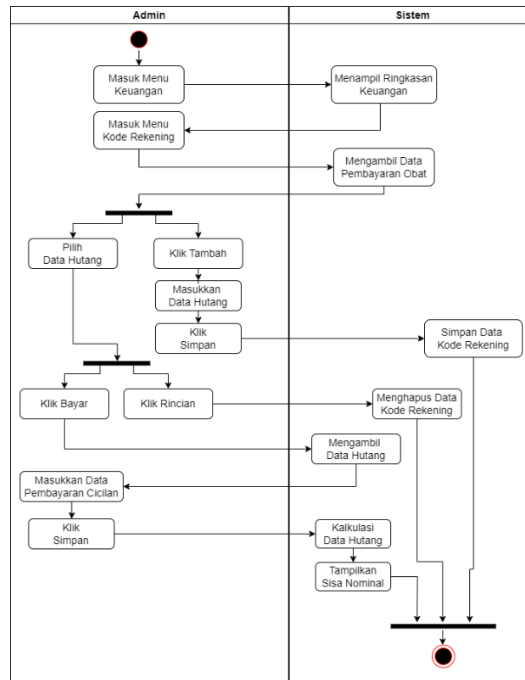 Admin
Sistem
Masuk Menu
Keuangan
Menampil Ringkasan
Keuangan
Masuk Menu
Kode Rekening
Mengambil Data
Pembayaran Obat
Pilih
Data Hutang
Klik Tambah
Masukkan
Data Hutang
Klik
Simpan
Simpan Data
Kode Rekening
Klik Bayar
Klik Rincian
Menghapus Data
Kode Rekening
Mengambil
Data Hutang
Masukkan Data
Pembayaran Cicilan
Klik
Simpan
Kalkulasi
Data Hutang
Tampilkan
Sisa Nominal